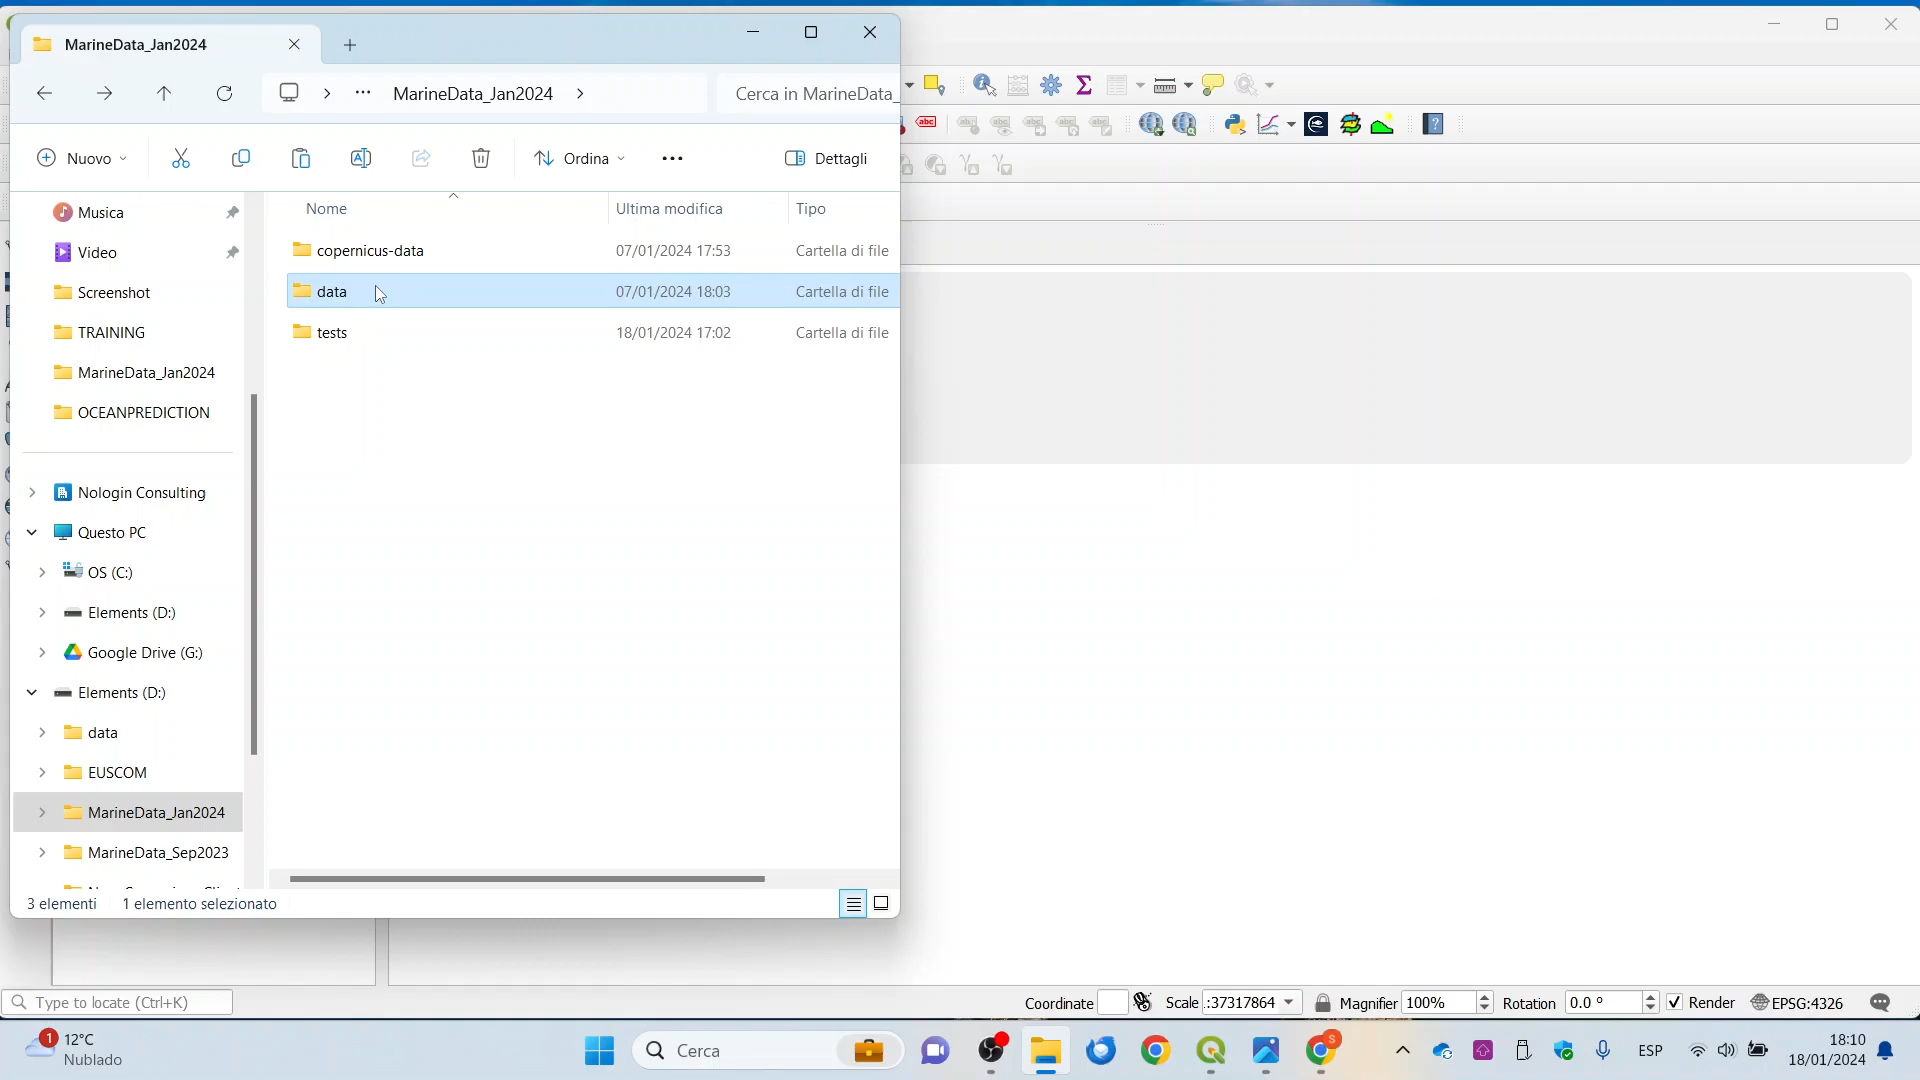 MarineData_Jan2024
MarineData_Jan2024
Cerca in MarineData_
Nuovo
Ordina
Dettagli
Nome
Ultima modifica
Tipo
copernicus-data
07/01/2024 17:53
Cartella di file
data
07/01/2024 18:03
Cartella di file
tests
18/01/2024 17:02
Cartella di file
Musica
Video
Screenshot
TRAINING
MarineData_Jan2024
OCEANPREDICTION
Nologin Consulting
Questo PC
OS (C:)
Elements (D:)
Google Drive (G:)
Elements (D:)
data
EUSCOM
MarineData_Jan2024
MarineData_Sep2023
3 elementi
1 elemento selezionato
abc
Type to locate (Ctrl+K)
Coordinate
Scale :37317864
Magnifier 100%
Rotation 0.0 °
Render
EPSG:4326
1
12°C
Nublado
Cerca
S
ESP
18:10
18/01/2024